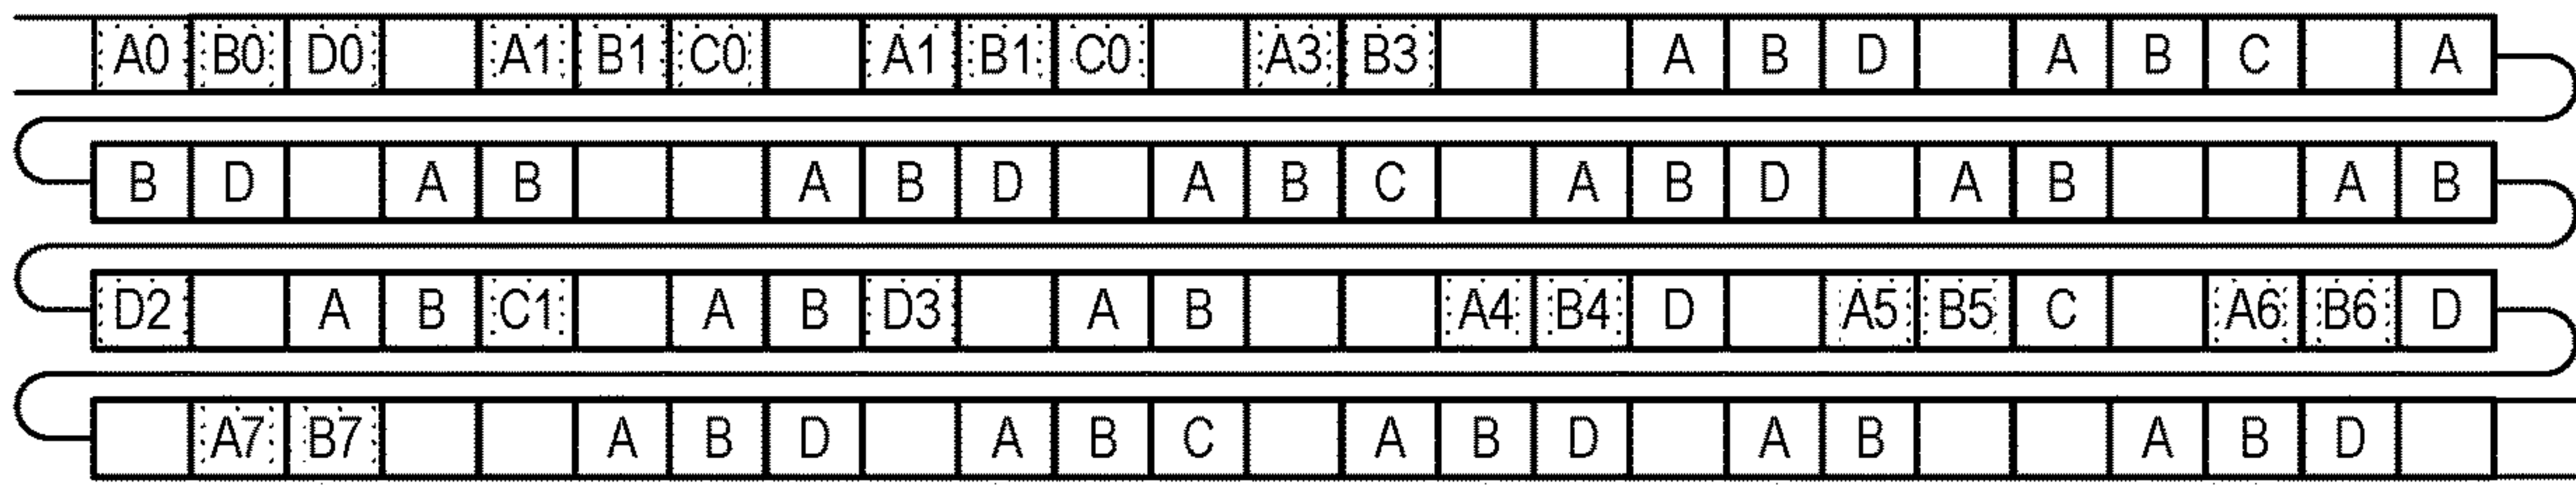 A0 B0 D0 A1 B1 C0 A1 B1 C0 A3 B3 A B D A B C A
B D A B A B D A B C A B D A B A B
D2 A B C1 A B D3 A B A4 B4 D A5 B5 C A6 B6 D
A7 B7 A B D A B C A B D A B A B D